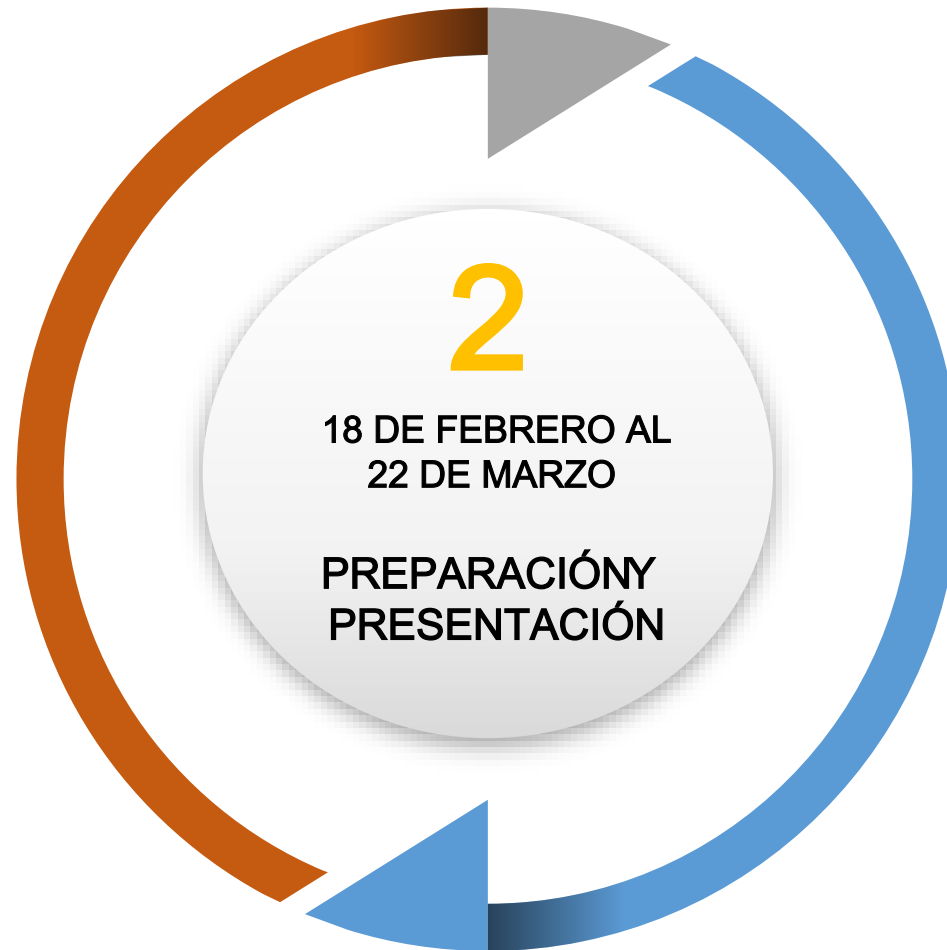 2
18 DE FEBRERO AL
22 DE MARZO
PREPARACIÓNY
PRESENTACIÓN